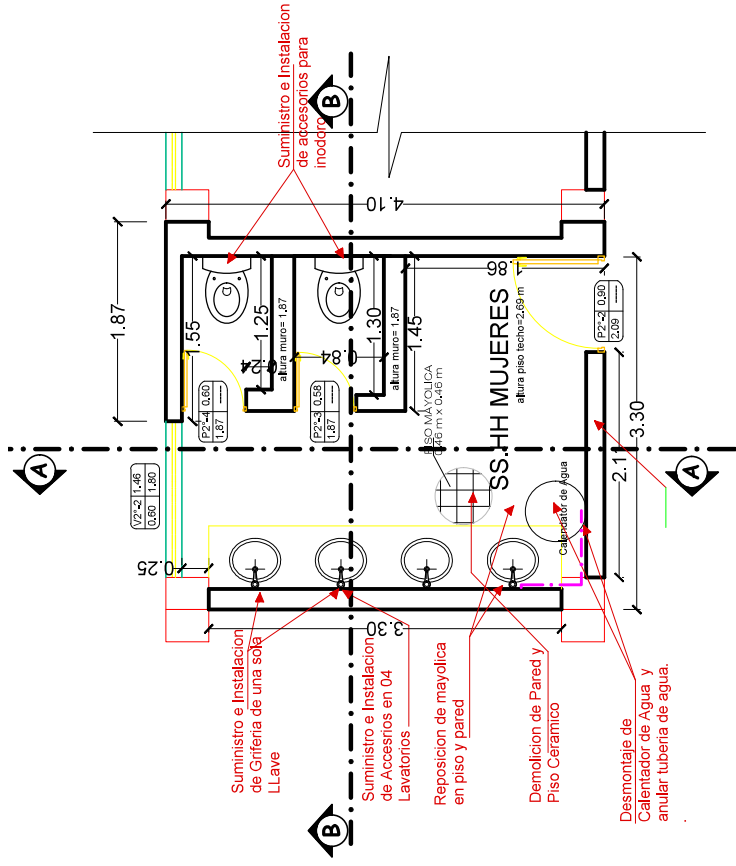 Suministro e Instalacion
de accesorios para
inodoro
B
4.10
1.87
1.55
1.25
0.24
altura muro= 1.87
1.30
0.84
1.45
altura muro= 1.87
1.86
P2°-4 0.60
1.87 ----
P2°-3 0.58
1.87 ----
P2°-2 0.90
2.09 ----
SS.HH MUJERES
altura piso techo=2.69 m
PISO MAYOLICA
0.46 m x 0.46 m
A
A
V2°-2 1.46
0.60 1.80
Calendator de Agua
3.30
2.11
0.25
3.30
Suministro e Instalacion
de Griferia de una sola
LLave
Suministro e Instalacion
de Accesrios en 04
Lavatorios
Reposicion de mayolica
en piso y pared
Demolicion de Pared y
Piso Ceramico
Desmontaje de
Calentador de Agua y
anular tuberia de agua.
.
B